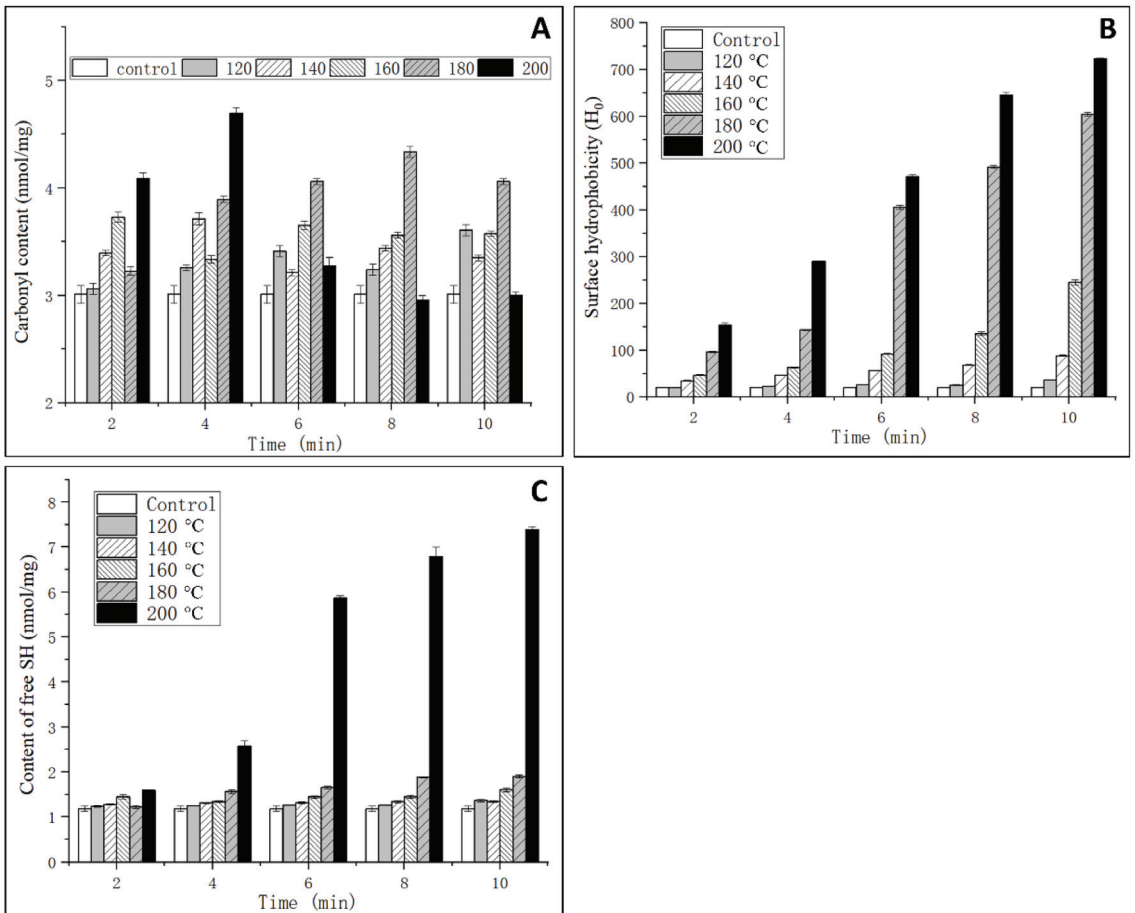 A
control 120 140 160 180 200
5
4
3
2
Carbonyl content (nmol/mg)
2 4 6 8 10
Time (min)
B
Control
120 °C
140 °C
160 °C
180 °C
200 °C
800
700
600
500
400
300
200
100
0
Surface hydrophobicity (H₀)
2 4 6 8 10
Time (min)
C
Control
120 °C
140 °C
160 °C
180 °C
200 °C
8
7
6
5
4
3
2
1
0
Content of free SH (nmol/mg)
2 4 6 8 10
Time (min)